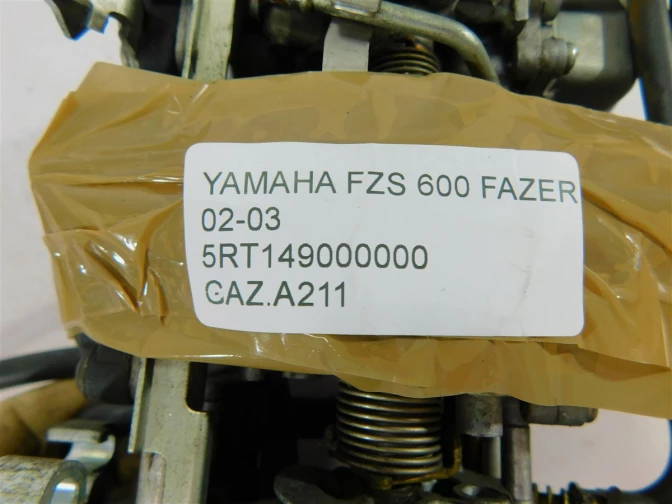 YAMAHA FZS 600 FAZER
02-03
5RT149000000
CAZ.A211